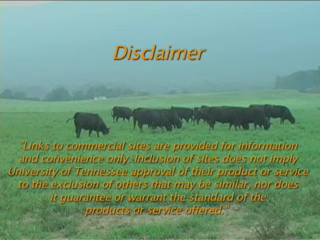 Disclaimer
"Links to commercial sites are provided for information
and convenience only. Inclusion of sites does not imply
University of Tennessee approval of their product or service
to the exclusion of others that may be similar, nor does
it guarantee or warrant the standard of the
products or service offered."